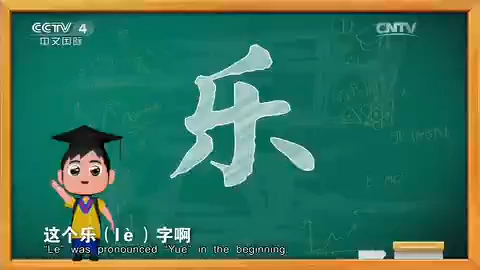 CCTV 4
CNTV
中文国际
乐
这个乐（lè）字啊
"Le" was pronounced "Yue" in the beginning.